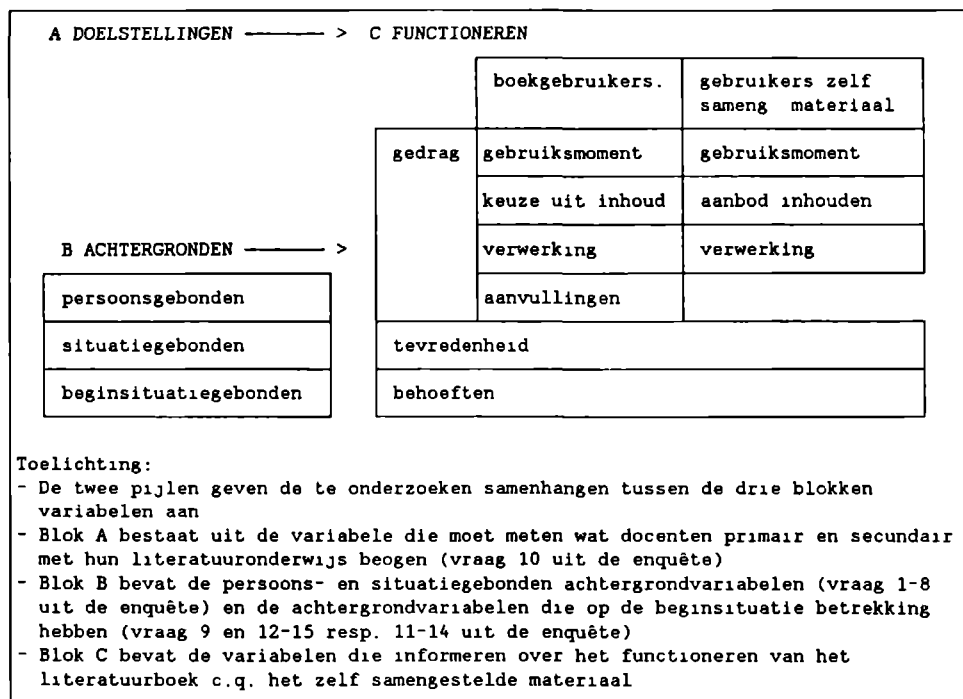 A DOELSTELLINGEN ———— > C FUNCTIONEREN
boekgebruikers. gebruikers zelf
sameng materiaal
gedrag gebruiksmoment gebruiksmoment
keuze uit inhoud aanbod inhouden
B ACHTERGRONDEN ———— > verwerking verwerking
persoonsgebonden aanvullingen
situatiegebonden tevredenheid
beginsituatiegebonden behoeften
Toelichting:
- De twee pijlen geven de te onderzoeken samenhangen tussen de drie blokken
variabelen aan
- Blok A bestaat uit de variabele die moet meten wat docenten primair en secundair
met hun literatuuronderwijs beogen (vraag 10 uit de enquête)
- Blok B bevat de persoons- en situatiegebonden achtergrondvariabelen (vraag 1-8
uit de enquête) en de achtergrondvariabelen die op de beginsituatie betrekking
hebben (vraag 9 en 12-15 resp. 11-14 uit de enquête)
- Blok C bevat de variabelen die informeren over het functioneren van het
literatuurboek c.q. het zelf samengestelde materiaal